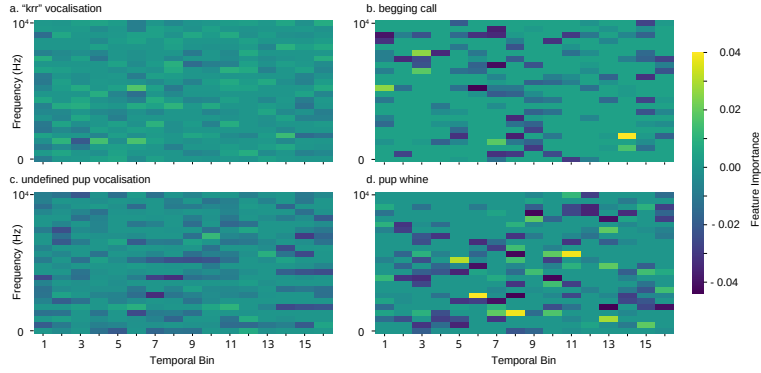 a. “krr” vocalisation
b. begging call
10⁴
Frequency (Hz)
0
10⁴
0
c. undefined pup vocalisation
d. pup whine
10⁴
Frequency (Hz)
0
1 3 5 7 9 11 13 15
Temporal Bin
10⁴
0
1 3 5 7 9 11 13 15
Temporal Bin
0.04
0.02
0.00
- 0.02
- 0.04
Feature Importance